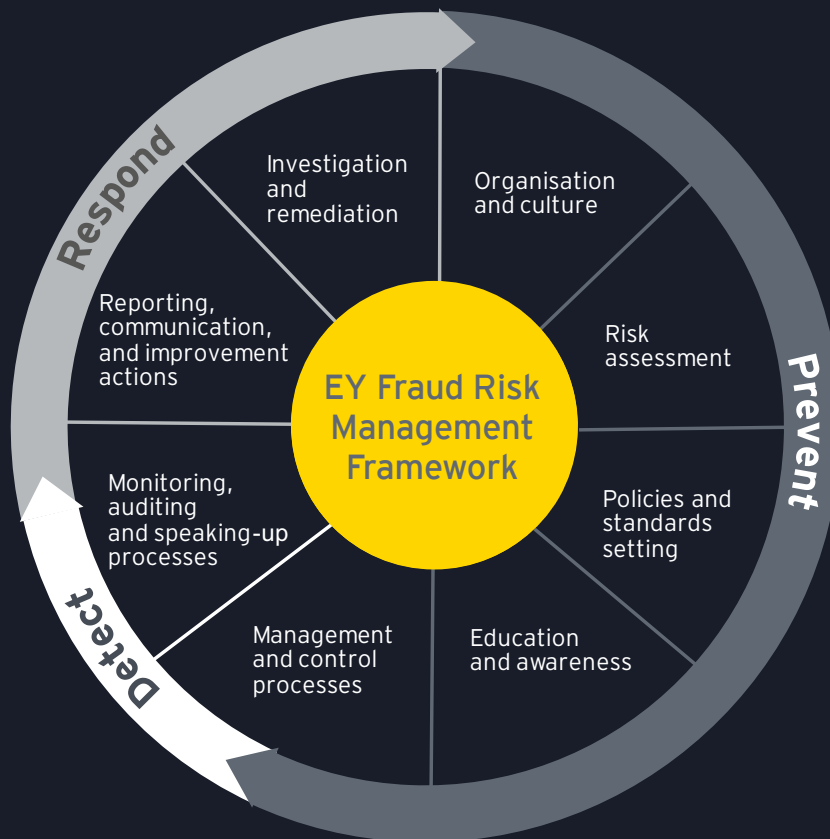 EY Fraud Risk
Management
Framework
Organisation
and culture
Risk
assessment
Policies and
standards
setting
Education
and awareness
Management
and control
processes
Monitoring,
auditing
and speaking-up
processes
Reporting,
communication,
and improvement
actions
Investigation
and
remediation
Prevent
Detect
Respond